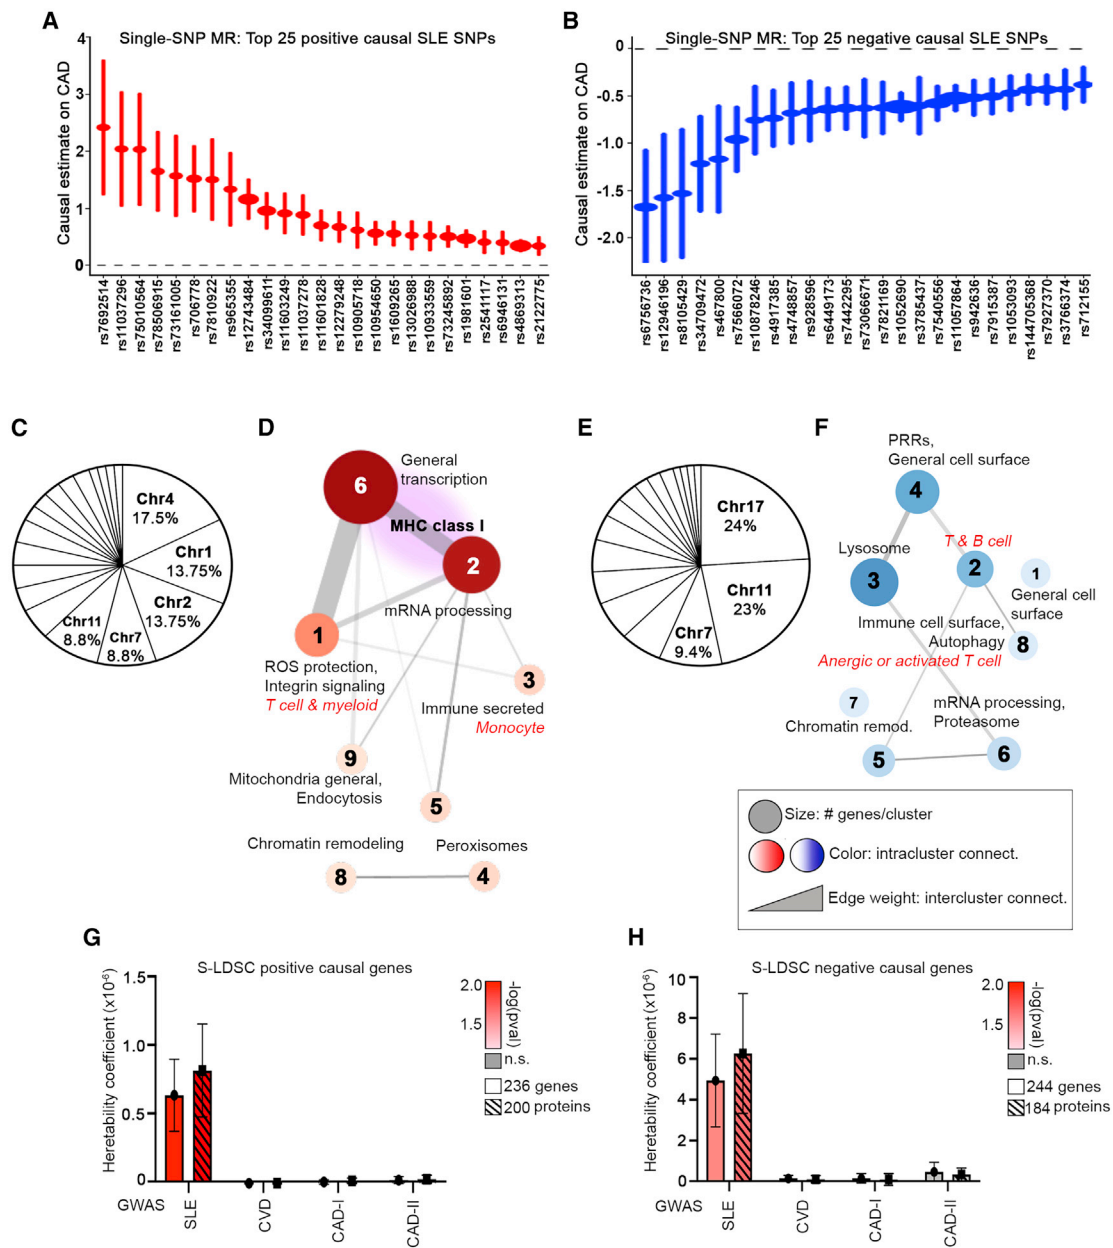 A
Single-SNP MR: Top 25 positive causal SLE SNPs
Causal estimate on CAD
4
3
2
1
0
rs7692514
rs11037296
rs75010564
rs78506915
rs73161005
rs706778
rs7810922
rs965355
rs12743484
rs34099611
rs11603249
rs11037278
rs11601828
rs12279248
rs10905718
rs10954650
rs1609265
rs13026988
rs10933559
rs73245892
rs1981601
rs2541117
rs6946131
rs4869313
rs2122775
B
Single-SNP MR: Top 25 negative causal SLE SNPs
Causal estimate on CAD
0
-0.5
-1.0
-1.5
-2.0
rs6756736
rs12946196
rs8105429
rs34709472
rs467800
rs7566072
rs10878246
rs4917385
rs4748857
rs9288596
rs6449173
rs7442295
rs73066671
rs7821169
rs1052690
rs3785437
rs7540556
rs11057864
rs942636
rs7915387
rs1053093
rs144705368
rs7927370
rs3766374
rs712155
C
Chr4
17.5%
Chr1
13.75%
Chr2
13.75%
Chr7
8.8%
Chr11
8.8%
D
6
General
transcription
MHC class I
2
mRNA processing
1
ROS protection,
Integrin signaling
T cell & myeloid
3
Immune secreted
Monocyte
9
Mitochondria general,
Endocytosis
5
Chromatin remodeling
Peroxisomes
8
4
E
Chr17
24%
Chr11
23%
Chr7
9.4%
F
PRRs,
General cell surface
4
T & B cell
Lysosome
3
2
1
General cell
surface
Immune cell surface,
Autophagy
8
Anergic or activated T cell
7
Chromatin remod.
mRNA processing,
Proteasome
5
6
Size: # genes/cluster
Color: intracluster connect.
Edge weight: intercluster connect.
G
S-LDSC positive causal genes
Heretability coefficient (x10⁻⁶)
1.5
1.0
0.5
0
GWAS
SLE
CVD
CAD-I
CAD-II
2.0
1.5
-log(pval)
n.s.
236 genes
200 proteins
H
S-LDSC negative causal genes
Heretability coefficient (x10⁻⁶)
10
8
6
4
2
0
GWAS
SLE
CVD
CAD-I
CAD-II
2.0
1.5
-log(pval)
n.s.
244 genes
184 proteins